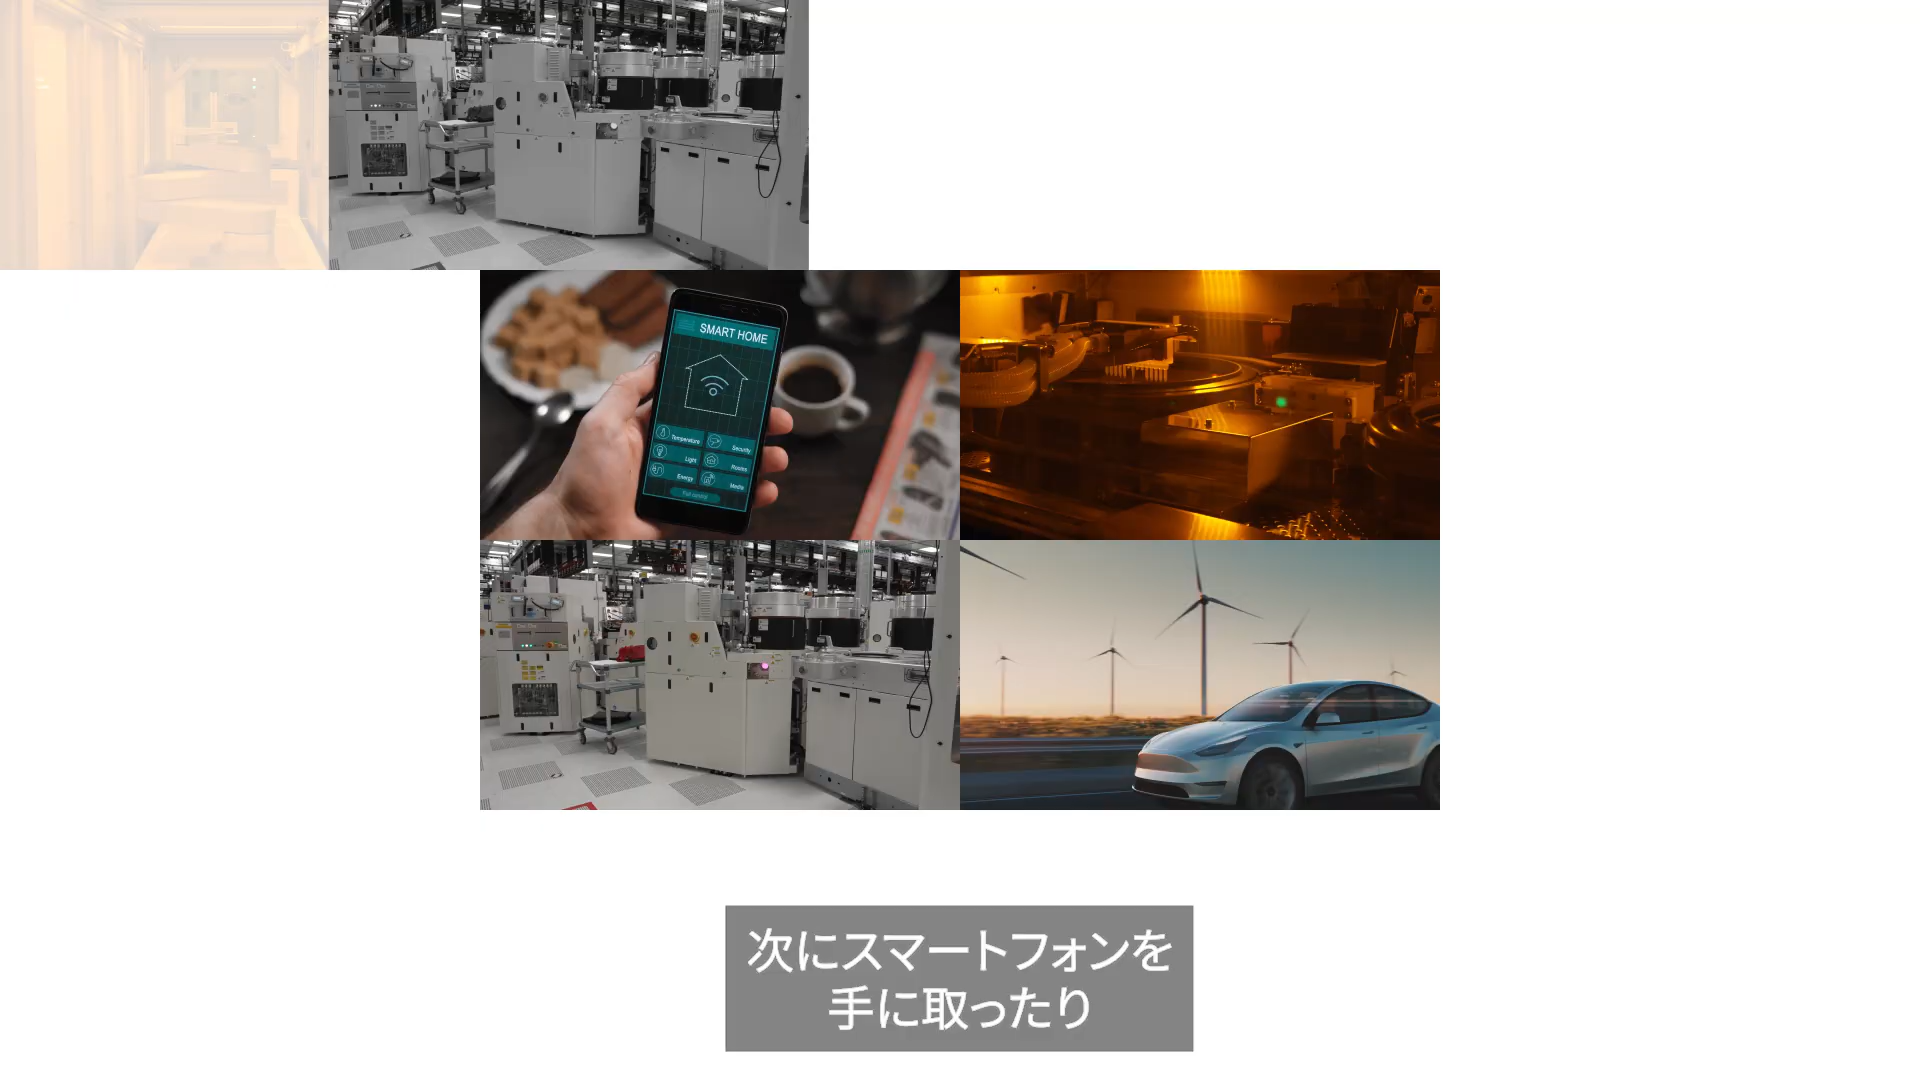 SMART HOME
Temperature
Security
Light
Rooms
Energy
Media
次にスマートフォンを
手に取ったり